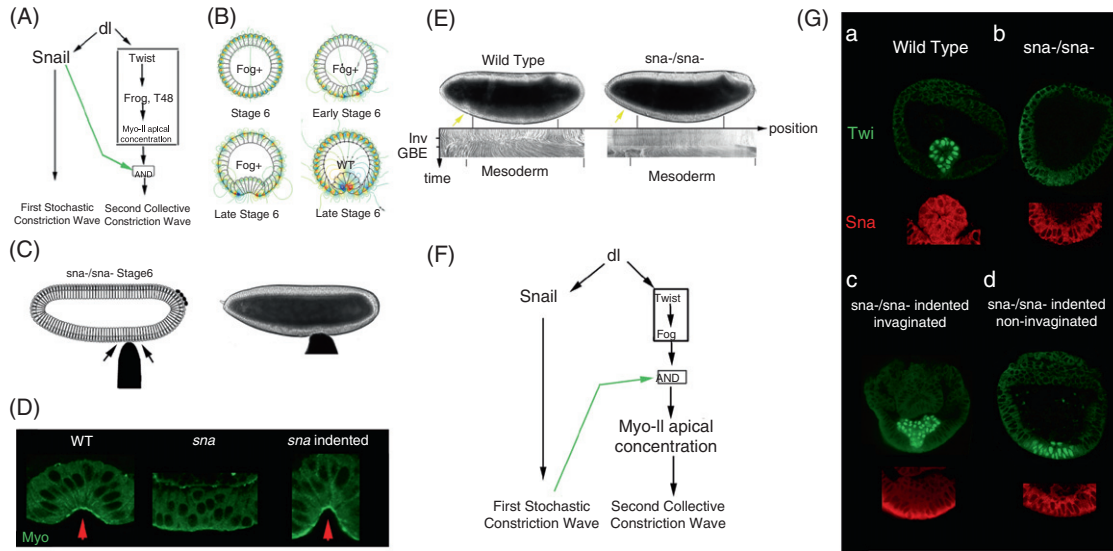 (A)
dl
Snail
Twist
Frog, T48
Myo-II apical
concentration
AND
First Stochastic
Constriction Wave
Second Collective
Constriction Wave
(B)
Fog+
Stage 6
Fog+
Early Stage 6
Fog+
Late Stage 6
WT
Late Stage 6
(C)
sna-/sna- Stage6
(D)
WT
sna
sna indented
Myo
(E)
Wild Type
sna-/sna-
position
Inv
GBE
time
Mesoderm
Mesoderm
(F)
dl
Snail
Twist
Fog
AND
Myo-II apical
concentration
First Stochastic
Constriction Wave
Second Collective
Constriction Wave
(G)
a
Wild Type
b
sna-/sna-
Twi
Sna
c
sna-/sna- indented
invaginated
d
sna-/sna- indented
non-invaginated